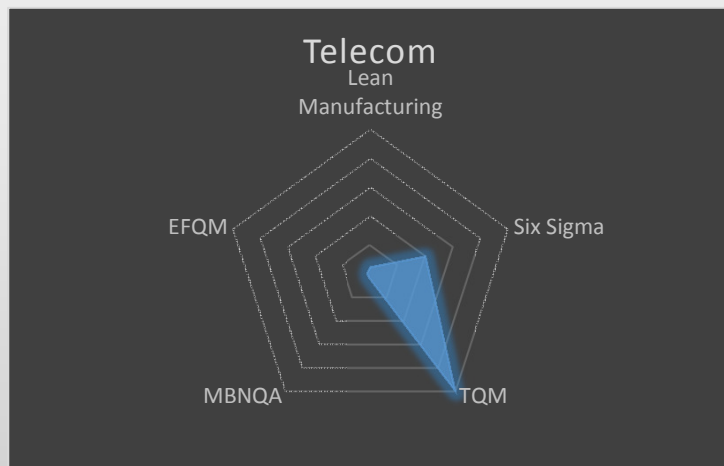 Telecom
Lean
Manufacturing
EFQM
Six Sigma
MBNQA
TQM